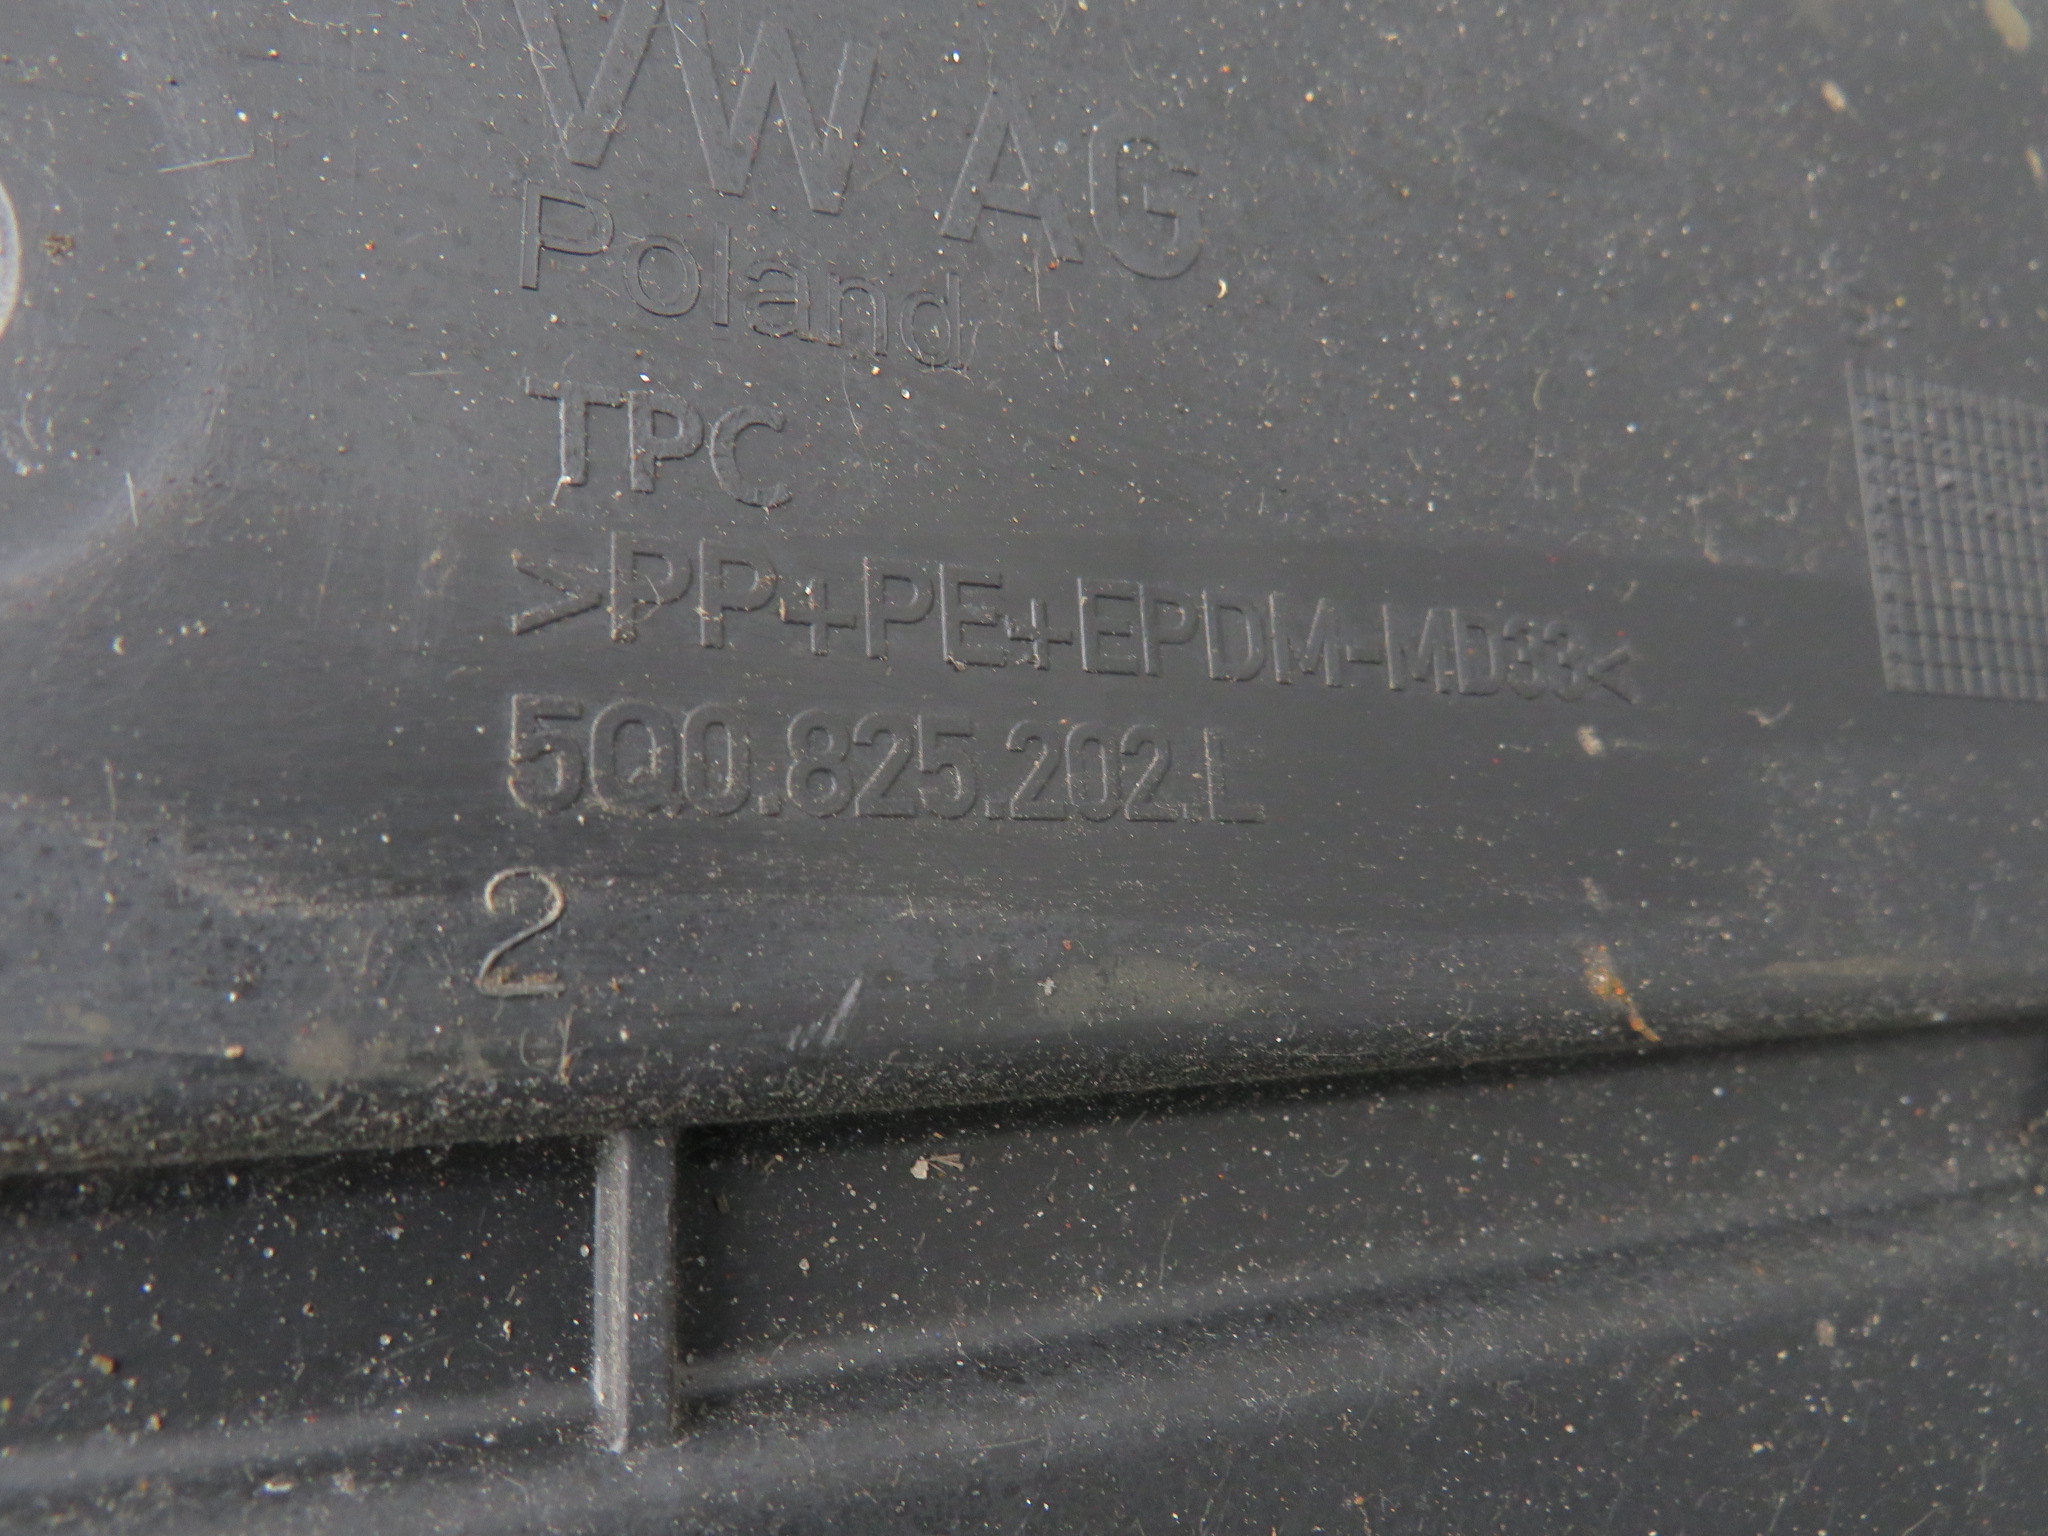 VW AG
Poland
TPC
>PP+PE+EPDM-MD33<
5Q0.825.202.L
2